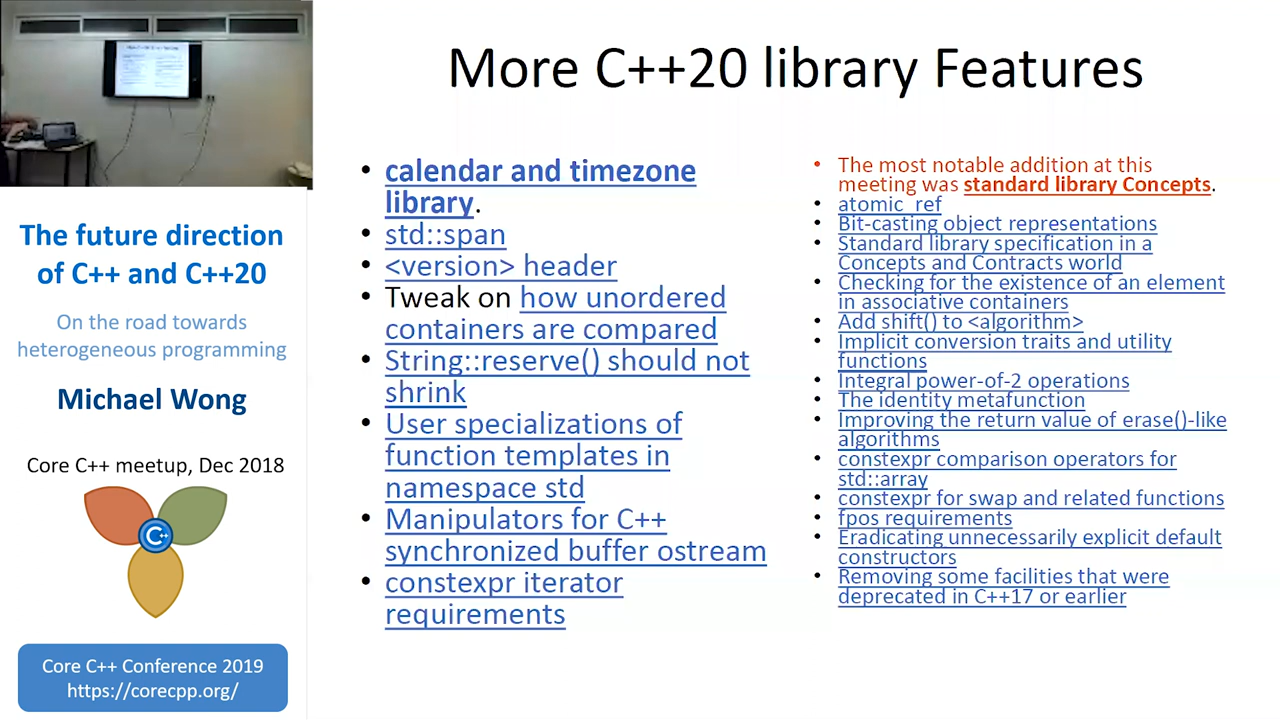 More C++20 library Features
The future direction
of C++ and C++20
On the road towards
heterogeneous programming
Michael Wong
Core C++ meetup, Dec 2018
C++
Core C++ Conference 2019
https://corecpp.org/
• calendar and timezone
library.
• std::span
• <version> header
• Tweak on how unordered
containers are compared
• String::reserve() should not
shrink
• User specializations of
function templates in
namespace std
• Manipulators for C++
synchronized buffer ostream
• constexpr iterator
requirements
• The most notable addition at this
meeting was standard library Concepts.
• atomic_ref
• Bit-casting object representations
• Standard library specification in a
Concepts and Contracts world
• Checking for the existence of an element
in associative containers
• Add shift() to <algorithm>
• Implicit conversion traits and utility
functions
• Integral power-of-2 operations
• The identity metafunction
• Improving the return value of erase()-like
algorithms
• constexpr comparison operators for
std::array
• constexpr for swap and related functions
• fpos requirements
• Eradicating unnecessarily explicit default
constructors
• Removing some facilities that were
deprecated in C++17 or earlier